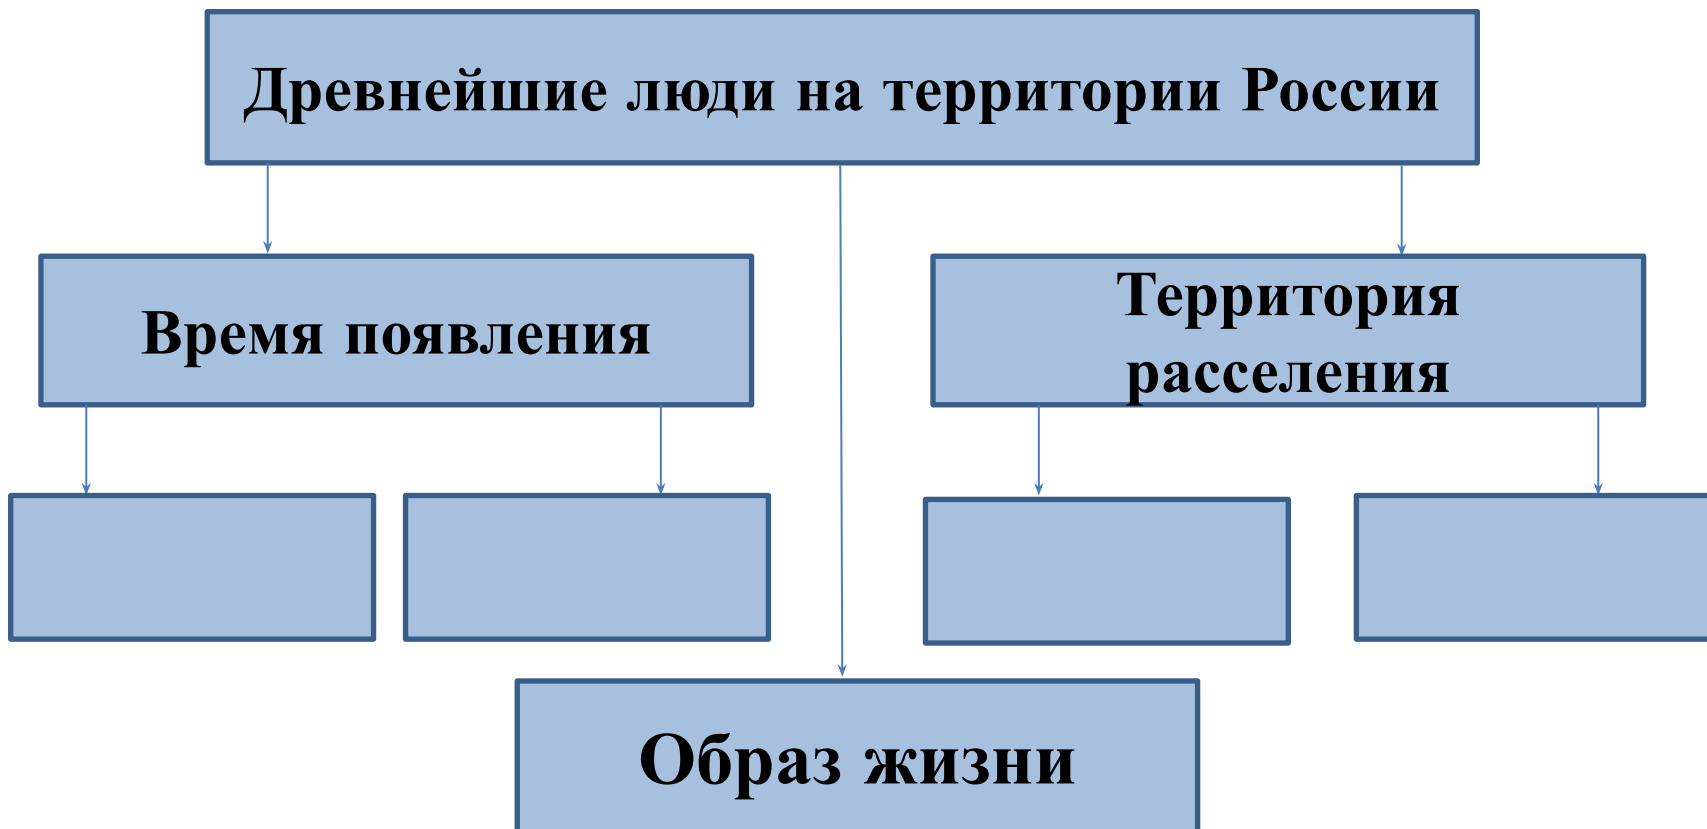 Древнейшие люди на территории России
Время появления
Территория
расселения
Образ жизни